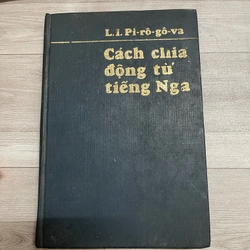 L.I. Pi-rô-gô-va
Cách chia
động từ
tiếng Nga